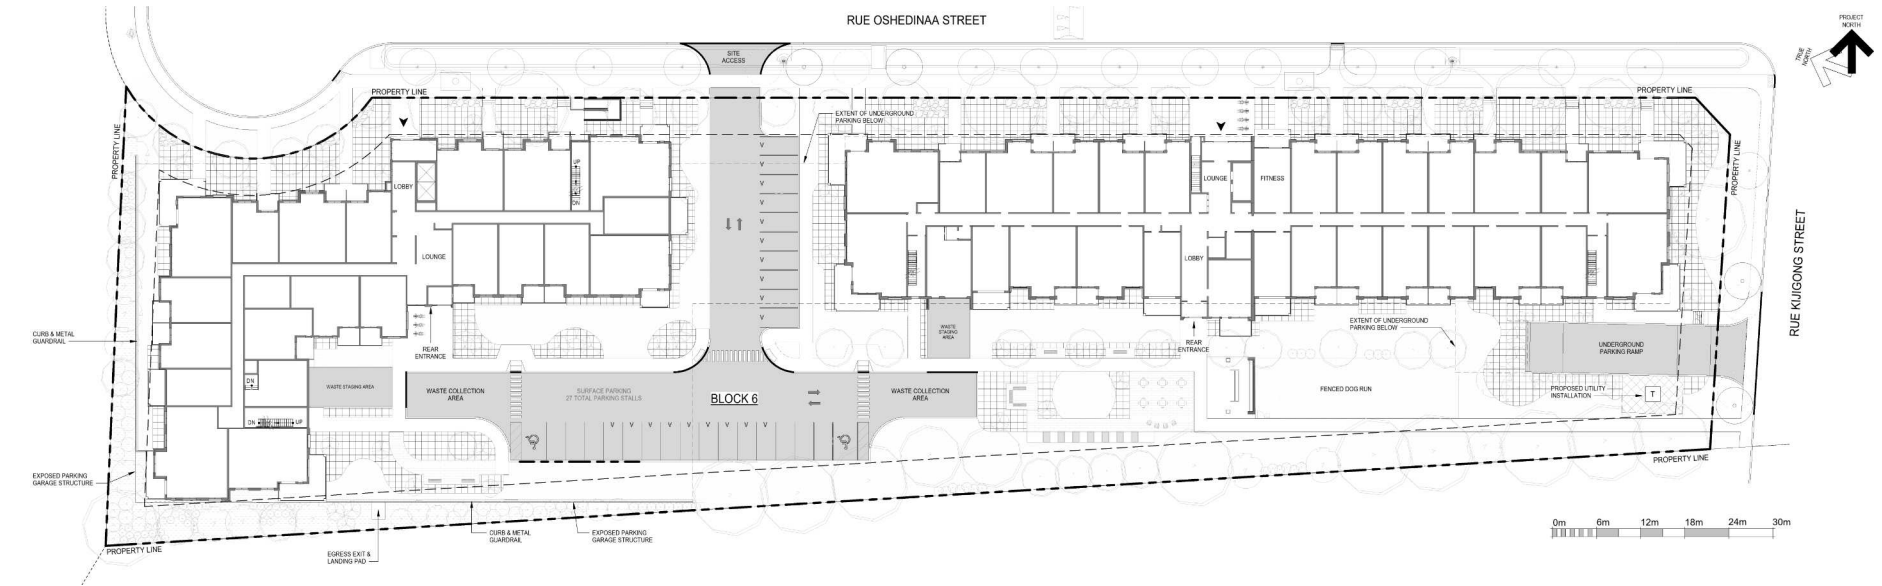 RUE OSHEDINAA STREET
PROJECT
NORTH
TRUE
NORTH
SITE
ACCESS
PROPERTY LINE
PROPERTY LINE
PROPERTY LINE
PROPERTY LINE
EXTENT OF UNDERGROUND
PARKING BELOW
LOBBY
UP
DN
LOUNGE
FITNESS
LOUNGE
LOBBY
RUE KIJIGONG STREET
V
V
V
V
V
V
V
V
V
CURB & METAL
GUARDRAIL
REAR
ENTRANCE
WASTE
STAGING
AREA
REAR
ENTRANCE
EXTENT OF UNDERGROUND
PARKING BELOW
UNDERGROUND
PARKING RAMP
DN
WASTE STAGING AREA
WASTE COLLECTION
AREA
SURFACE PARKING
27 TOTAL PARKING STALLS
BLOCK 6
WASTE COLLECTION
AREA
FENCED DOG RUN
PROPOSED UTILITY
INSTALLATION
T
DN
UP
V
V
V
V
V
V
V
V
V
V
EXPOSED PARKING
GARAGE STRUCTURE
PROPERTY LINE
PROPERTY LINE
CURB & METAL
GUARDRAIL
EXPOSED PARKING
GARAGE STRUCTURE
EGRESS EXIT &
LANDING PAD
0m 6m 12m 18m 24m 30m